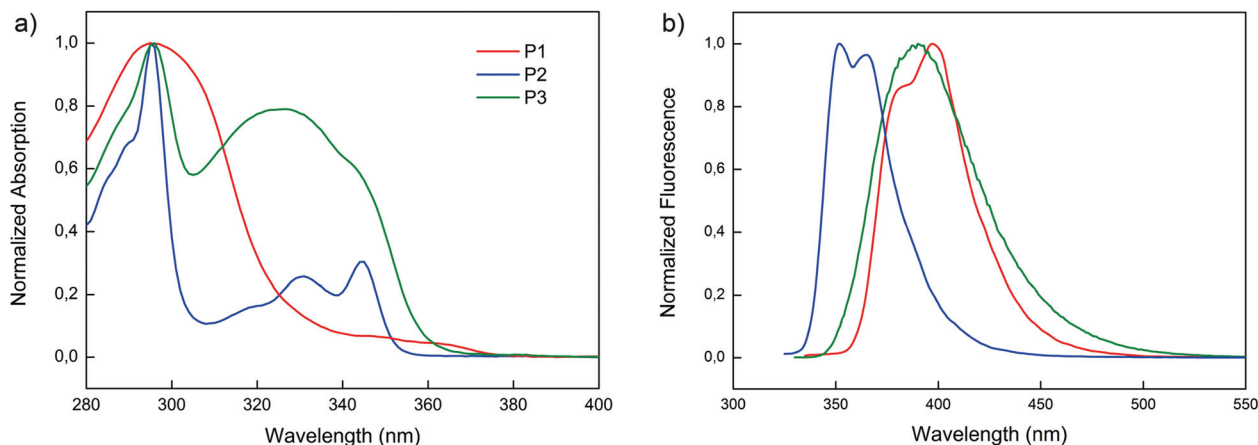 a)
1,0
0,8
0,6
0,4
0,2
0,0
Normalized Absorption
280 300 320 340 360 380 400
Wavelength (nm)
P1
P2
P3
b)
1,0
0,8
0,6
0,4
0,2
0,0
Normalized Fluorescence
300 350 400 450 500 550
Wavelength (nm)